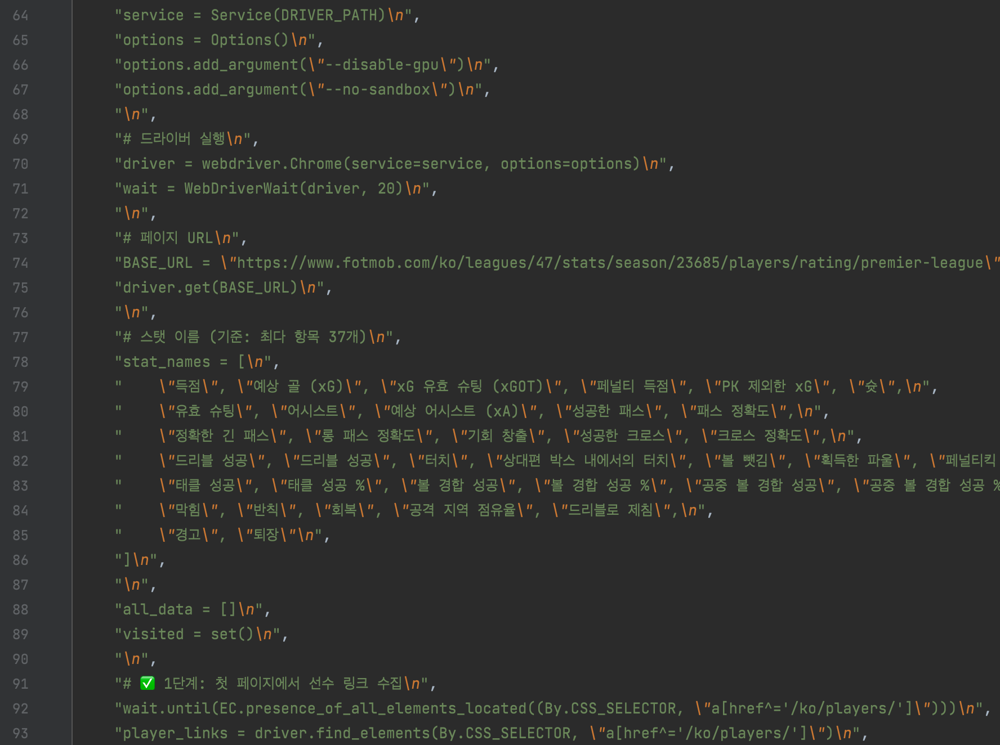 64 "service = Service(DRIVER_PATH)\n",
65 "options = Options()\n",
66 "options.add_argument(\"--disable-gpu\")\n",
67 "options.add_argument(\"--no-sandbox\")\n",
68 "\n",
69 "# 드라이버 실행\n",
70 "driver = webdriver.Chrome(service=service, options=options)\n",
71 "wait = WebDriverWait(driver, 20)\n",
72 "\n",
73 "# 페이지 URL\n",
74 "BASE_URL = \"https://www.fotmob.com/ko/leagues/47/stats/season/23685/players/rating/premier-league\"
75 "driver.get(BASE_URL)\n",
76 "\n",
77 "# 스탯 이름 (기준: 최다 항목 37개)\n",
78 "stat_names = [\n",
79 "    \"득점\", \"예상 골 (xG)\", \"xG 유효 슈팅 (xGOT)\", \"페널티 득점\", \"PK 제외한 xG\", \"슛\",\n",
80 "    \"유효 슈팅\", \"어시스트\", \"예상 어시스트 (xA)\", \"성공한 패스\", \"패스 정확도\",\n",
81 "    \"정확한 긴 패스\", \"롱 패스 정확도\", \"기회 창출\", \"성공한 크로스\", \"크로스 정확도\",\n",
82 "    \"드리블 성공\", \"드리블 성공\", \"터치\", \"상대편 박스 내에서의 터치\", \"볼 뺏김\", \"획득한 파울\", \"페널티킥
83 "    \"태클 성공\", \"태클 성공 %\", \"볼 경합 성공\", \"볼 경합 성공 %\", \"공중 볼 경합 성공\", \"공중 볼 경합 성공 %
84 "    \"막힘\", \"반칙\", \"회복\", \"공격 지역 점유율\", \"드리블로 제침\",\n",
85 "    \"경고\", \"퇴장\"\n",
86 "]\n",
87 "\n",
88 "all_data = []\n",
89 "visited = set()\n",
90 "\n",
91 "# ✅ 1단계: 첫 페이지에서 선수 링크 수집\n",
92 "wait.until(EC.presence_of_all_elements_located((By.CSS_SELECTOR, \"a[href^='/ko/players/']\")))\n",
93 "player_links = driver.find_elements(By.CSS_SELECTOR, \"a[href^='/ko/players/']\")\n",